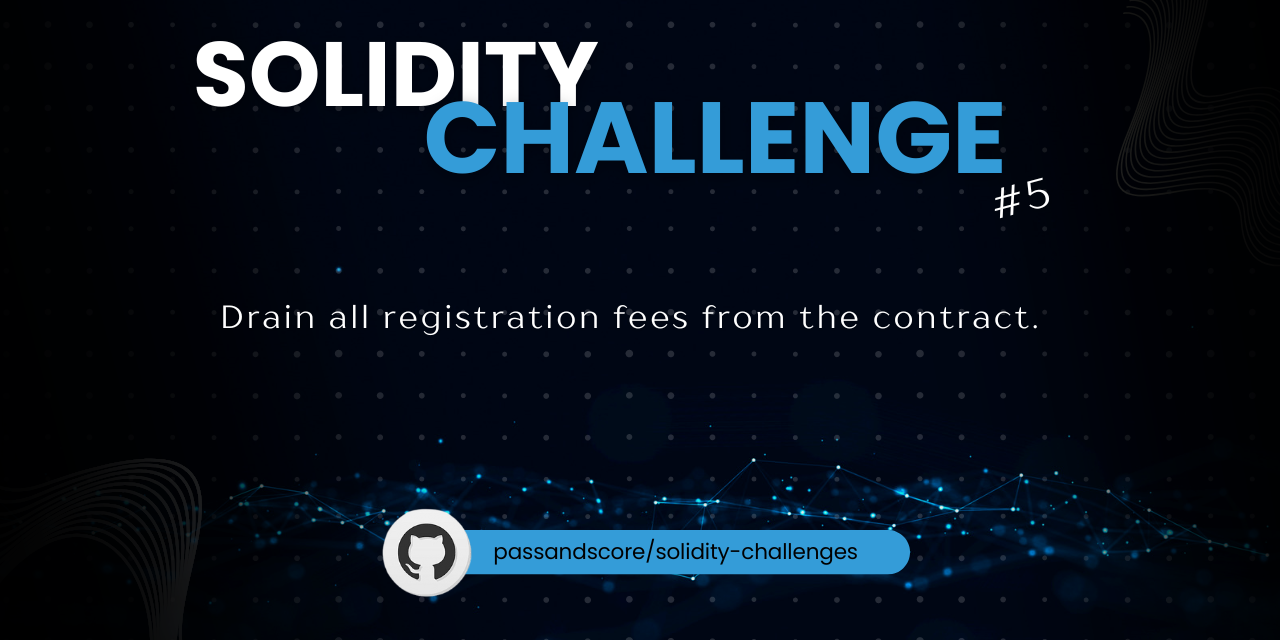 SOLIDITY
CHALLENGE
#5
Drain all registration fees from the contract.
passandscore/solidity-challenges